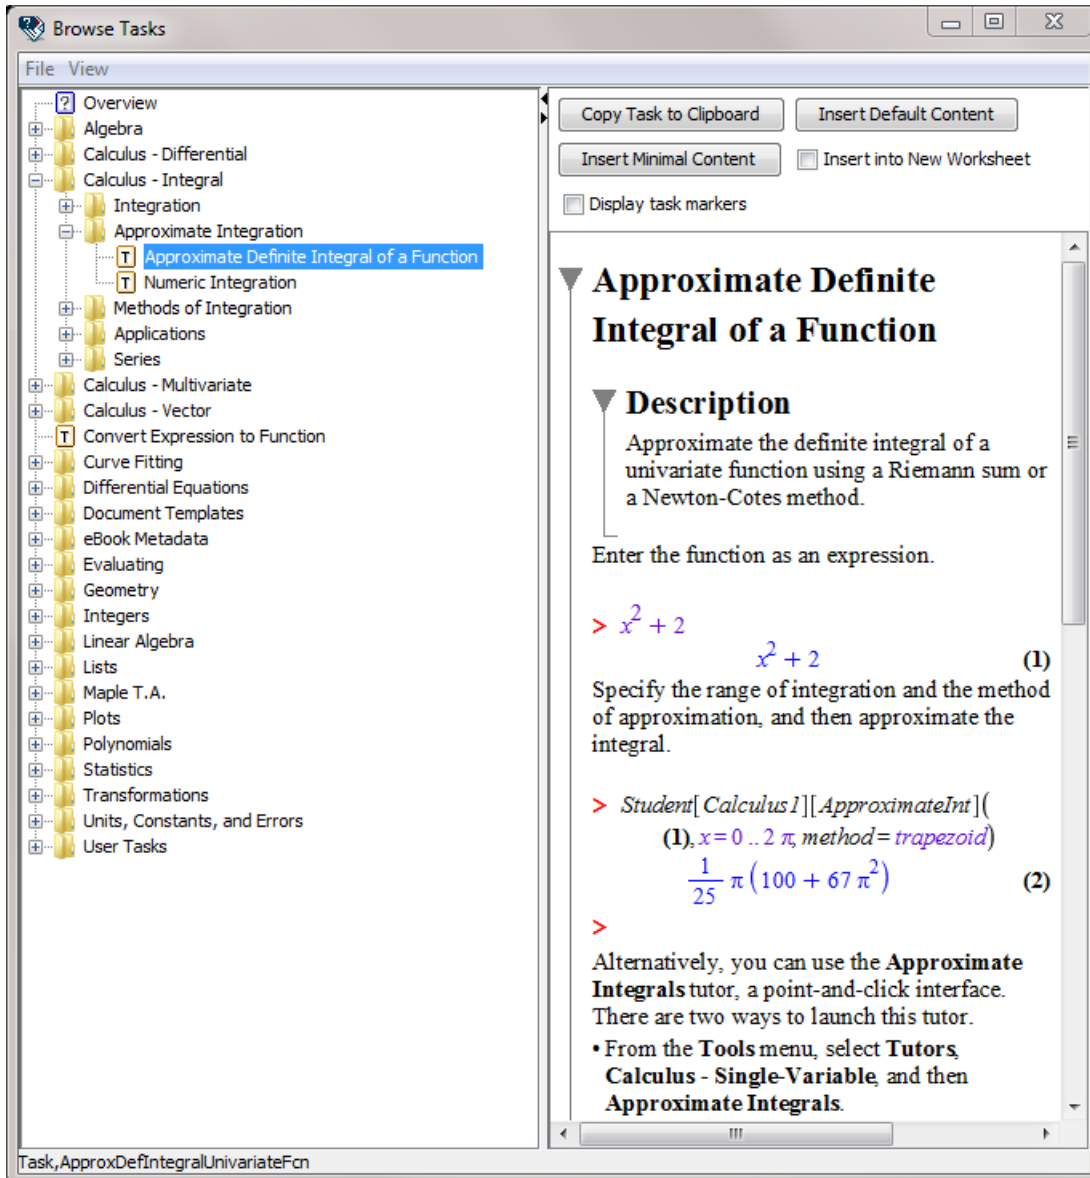 Browse Tasks
File View
Overview
Algebra
Calculus - Differential
Calculus - Integral
Integration
Approximate Integration
Approximate Definite Integral of a Function
Numeric Integration
Methods of Integration
Applications
Series
Calculus - Multivariate
Calculus - Vector
Convert Expression to Function
Curve Fitting
Differential Equations
Document Templates
eBook Metadata
Evaluating
Geometry
Integers
Linear Algebra
Lists
Maple T.A.
Plots
Polynomials
Statistics
Transformations
Units, Constants, and Errors
User Tasks
Copy Task to Clipboard Insert Default Content
Insert Minimal Content Insert into New Worksheet
Display task markers
Approximate Definite
Integral of a Function
Description
Approximate the definite integral of a
univariate function using a Riemann sum or
a Newton-Cotes method.
Enter the function as an expression.
> x² + 2
x² + 2 (1)
Specify the range of integration and the method
of approximation, and then approximate the
integral.
> Student[Calculus1][ApproximateInt](
(1), x = 0 .. 2 π, method = trapezoid)
1/25 π (100 + 67 π²) (2)
>
Alternatively, you can use the Approximate
Integrals tutor, a point-and-click interface.
There are two ways to launch this tutor.
• From the Tools menu, select Tutors,
Calculus - Single-Variable, and then
Approximate Integrals.
Task,ApproxDefIntegralUnivariateFcn